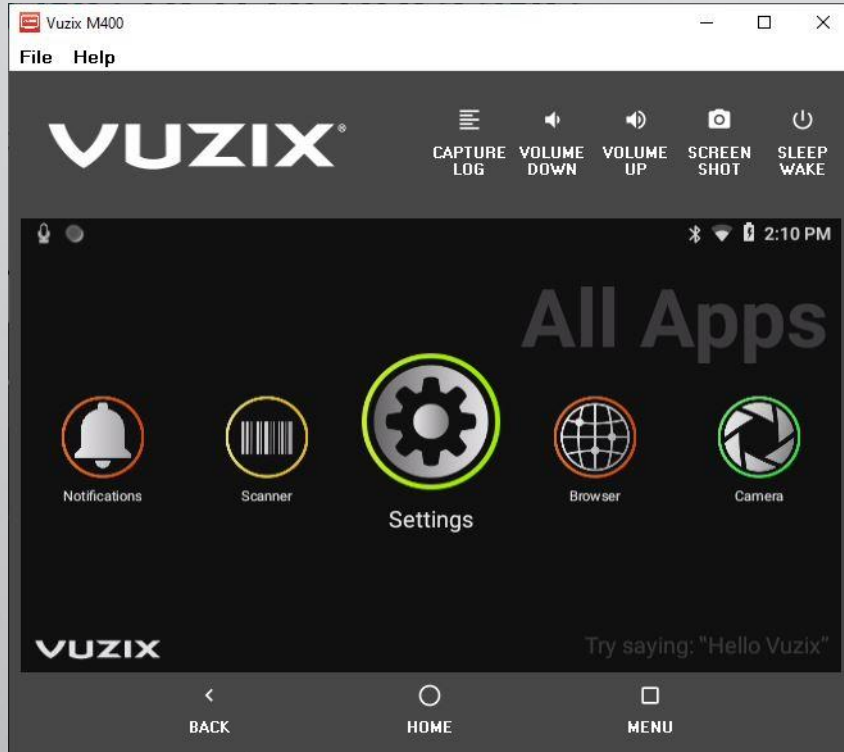 Vuzix M400
File Help
VUZIX®
CAPTURE LOG
VOLUME DOWN
VOLUME UP
SCREEN SHOT
SLEEP WAKE
2:10 PM
All Apps
Notifications
Scanner
Settings
Browser
Camera
VUZIX
Try saying: "Hello Vuzix"
BACK
HOME
MENU